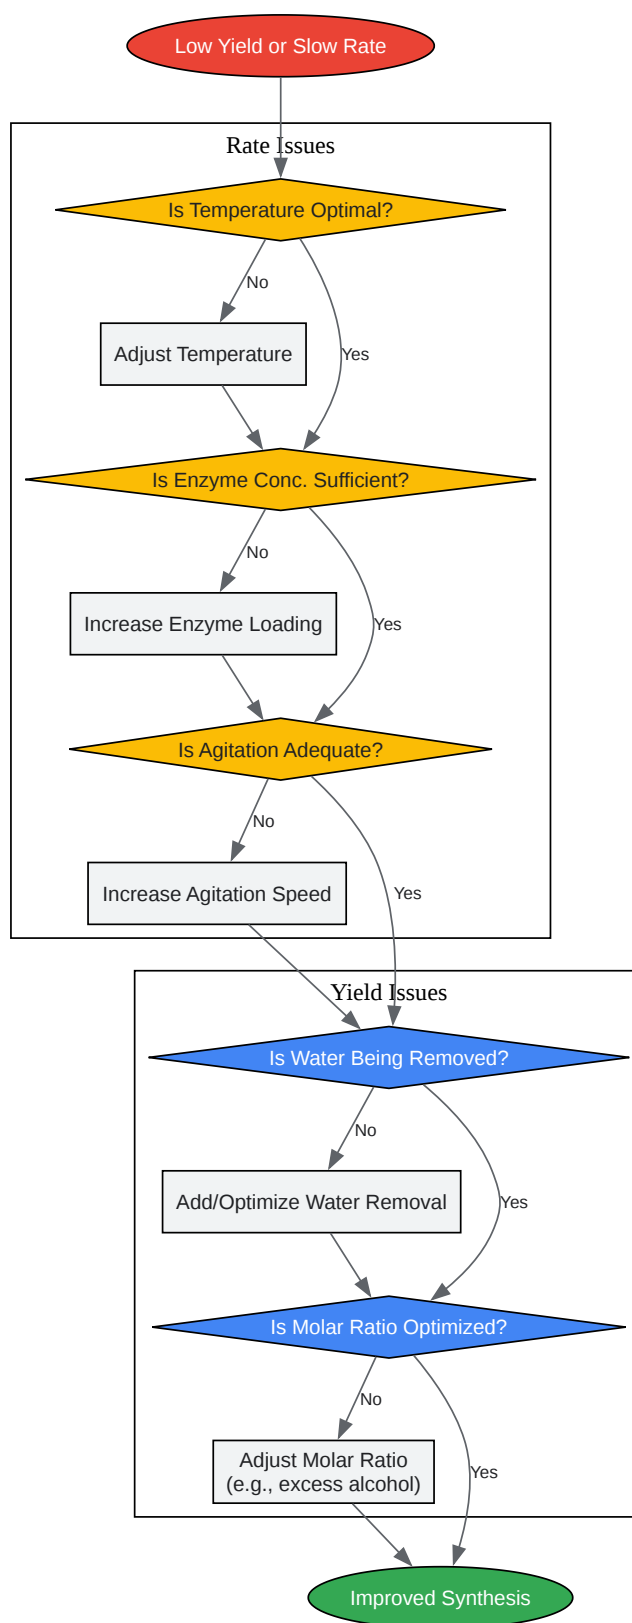 Low Yield or Slow Rate
Rate Issues
Is Temperature Optimal?
No
Adjust Temperature
Yes
Is Enzyme Conc. Sufficient?
No
Increase Enzyme Loading
Yes
Is Agitation Adequate?
No
Increase Agitation Speed
Yes
Yield Issues
Is Water Being Removed?
No
Add/Optimize Water Removal
Yes
Is Molar Ratio Optimized?
No
Adjust Molar Ratio
(e.g., excess alcohol)
Yes
Improved Synthesis